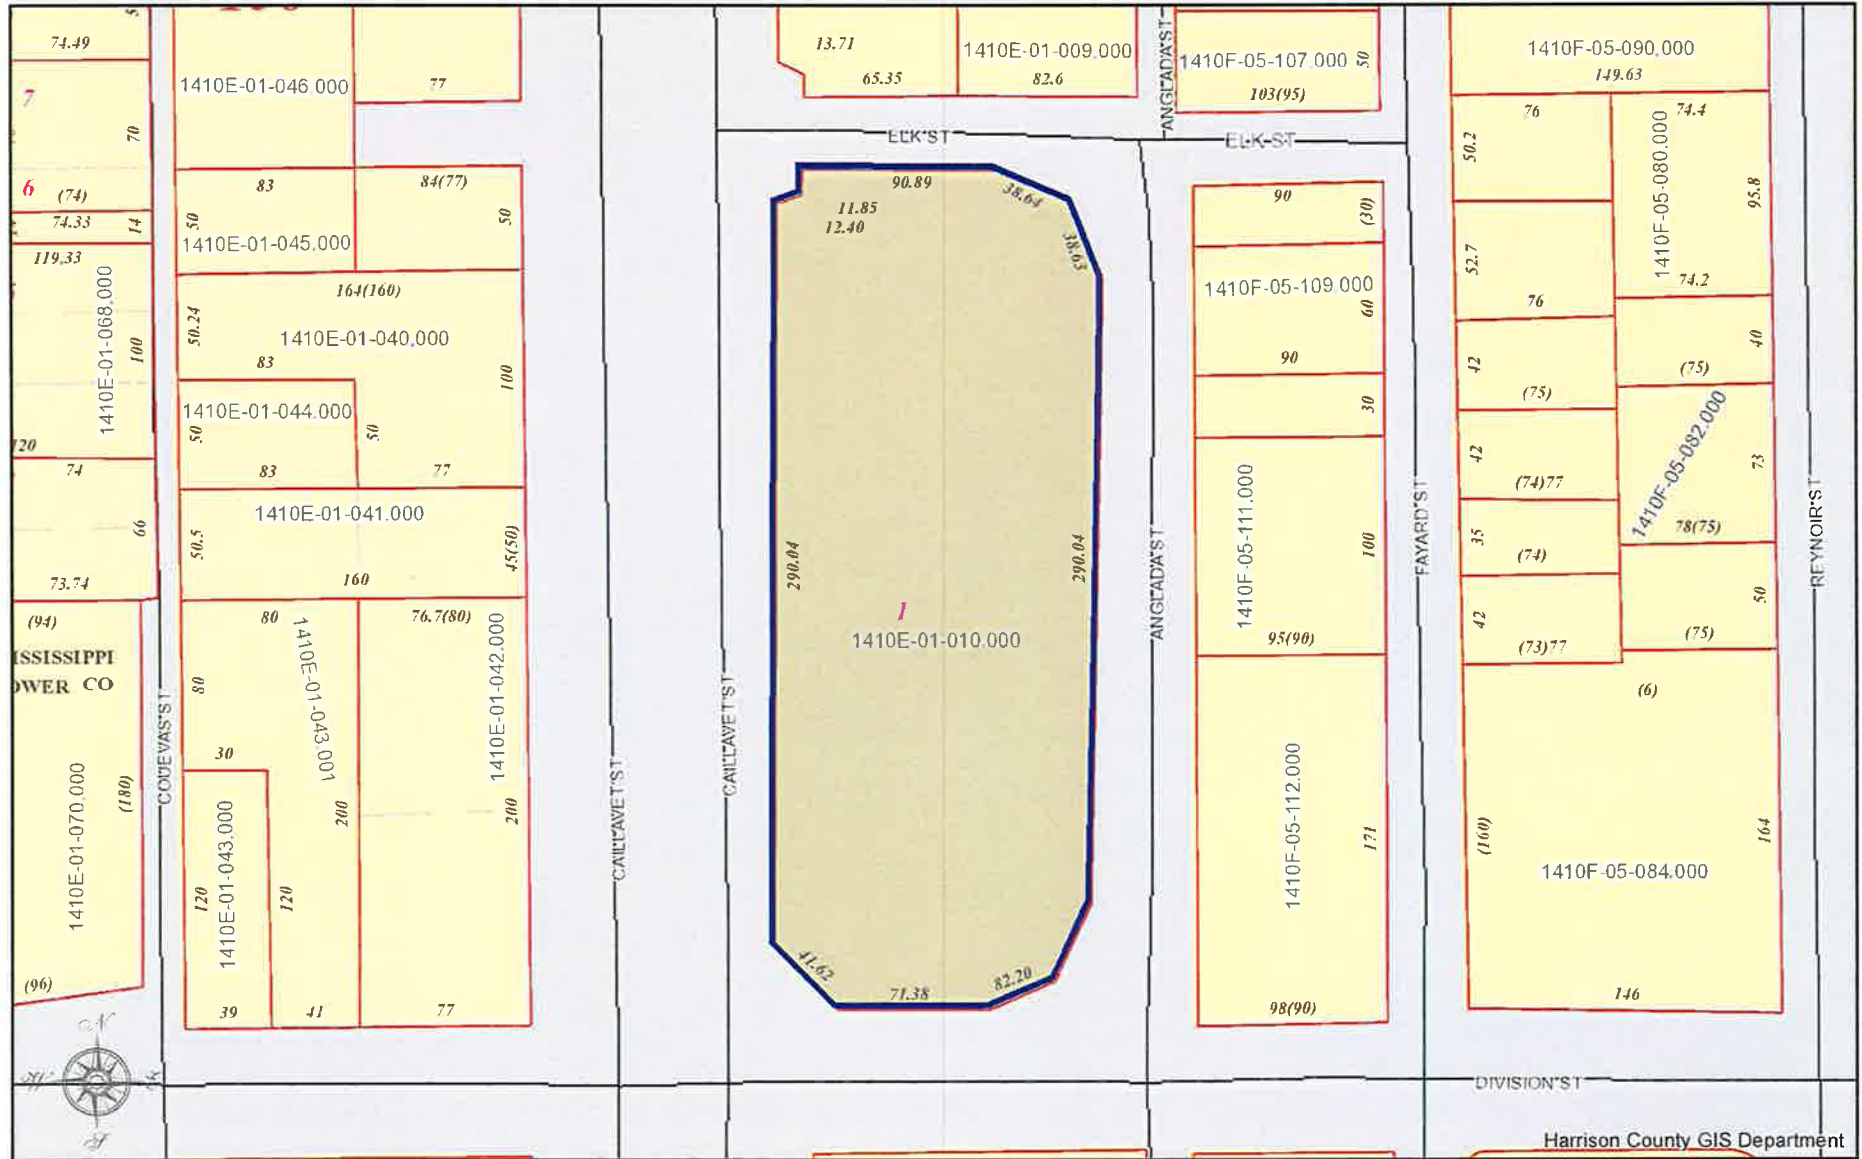 74.49
7
70
6
(74)
74.33
14
119.33
1410E-01-068.000
100
120
74
66
73.74
(94)
ISSISSIPPI
OWER CO
1410E-01-070.000
(180)
(96)
COUEVAS ST
1410E-01-046.000
77
83
84(77)
50
50
1410E-01-045.000
164(160)
50.24
1410E-01-040.000
83
100
1410E-01-044.000
50
50
83
77
1410E-01-041.000
50.5
45(50)
160
80
76.7(80)
1410E-01-043.001
1410E-01-042.000
80
30
200
200
1410E-01-043.000
120
120
39
41
77
CAILLAVET ST
CAILLAVET ST
13.71
65.35
1410E-01-009.000
82.6
ELK ST
90.89
38.64
11.85
12.40
38.63
290.04
290.04
1
1410E-01-010.000
41.62
71.38
82.20
ANGLADA ST
ANGLADA ST
1410F-05-107.000
50
103(95)
ELK ST
90
(30)
1410F-05-109.000
60
90
30
1410F-05-111.000
100
95(90)
1410F-05-112.000
171
98(90)
FAYARD ST
1410F-05-090.000
149.63
76
74.4
50.2
1410F-05-080.000
95.8
52.7
74.2
76
42
40
(75)
(75)
1410F-05-082.000
42
73
(74)77
78(75)
35
(74)
50
42
(75)
(73)77
(6)
(160)
164
1410F-05-084.000
146
REYNOIR ST
DIVISION ST
N
W
S
Harrison County GIS Department